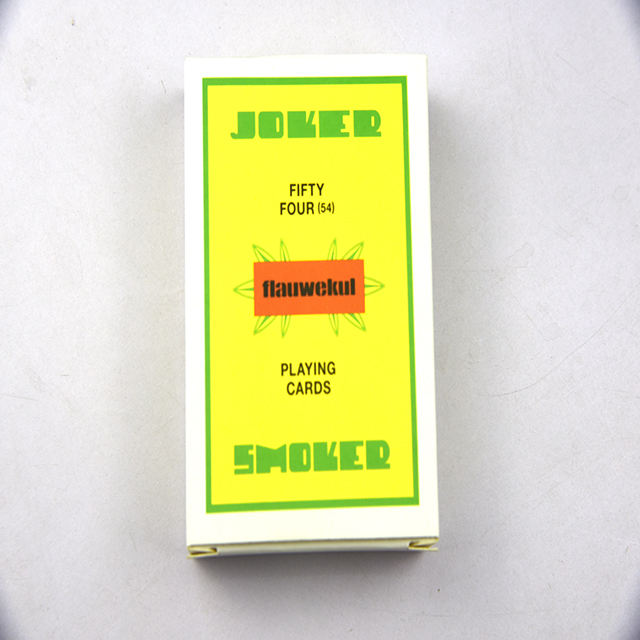 JOKER
FIFTY
FOUR (54)
flauwekul
PLAYING
CARDS
SMOKER